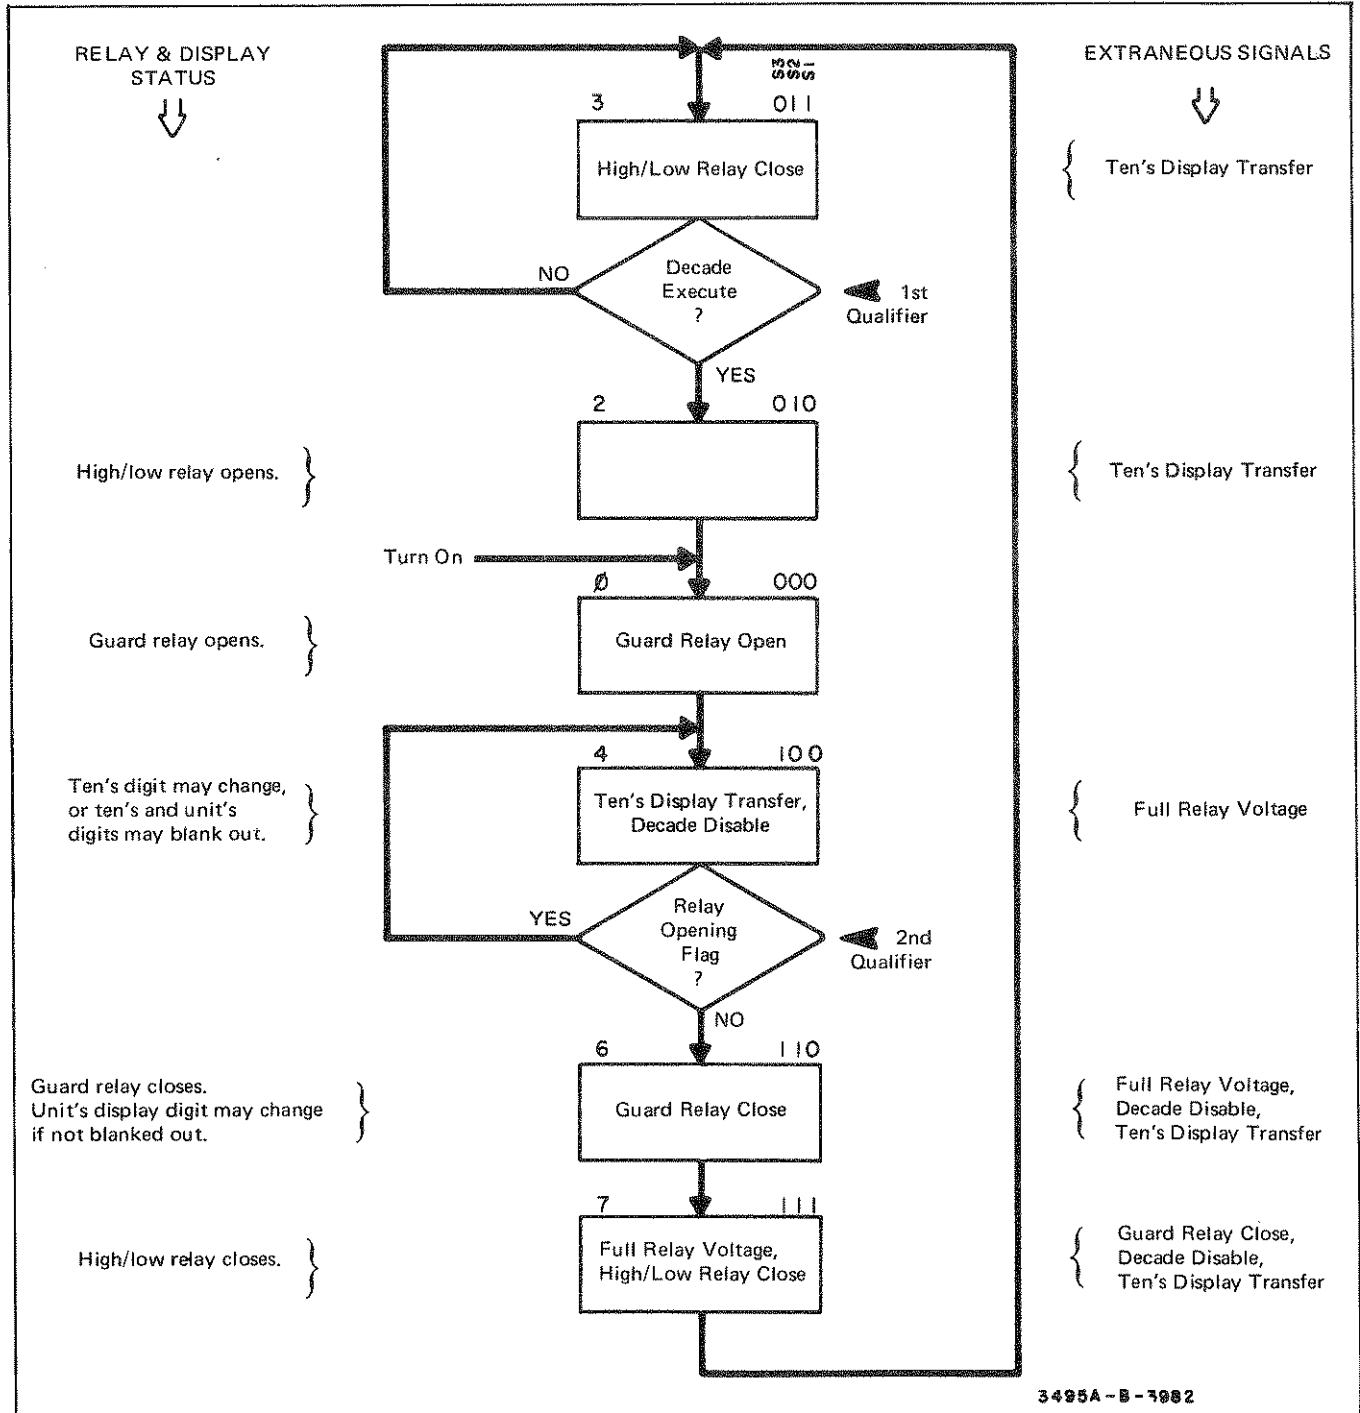 RELAY & DISPLAY
STATUS
EXTRANEOUS SIGNALS
S3
S2
S1
3
011
High/Low Relay Close
Ten's Display Transfer
NO
Decade
Execute
?
1st
Qualifier
YES
2
010
High/low relay opens.
Ten's Display Transfer
Turn On
Ø
000
Guard relay opens.
Guard Relay Open
4
100
Ten's digit may change,
or ten's and unit's
digits may blank out.
Ten's Display Transfer,
Decade Disable
Full Relay Voltage
YES
Relay
Opening
Flag
?
2nd
Qualifier
NO
6
110
Guard relay closes.
Unit's display digit may change
if not blanked out.
Guard Relay Close
Full Relay Voltage,
Decade Disable,
Ten's Display Transfer
7
111
High/low relay closes.
Full Relay Voltage,
High/Low Relay Close
Guard Relay Close,
Decade Disable,
Ten's Display Transfer
3495A-B-3982